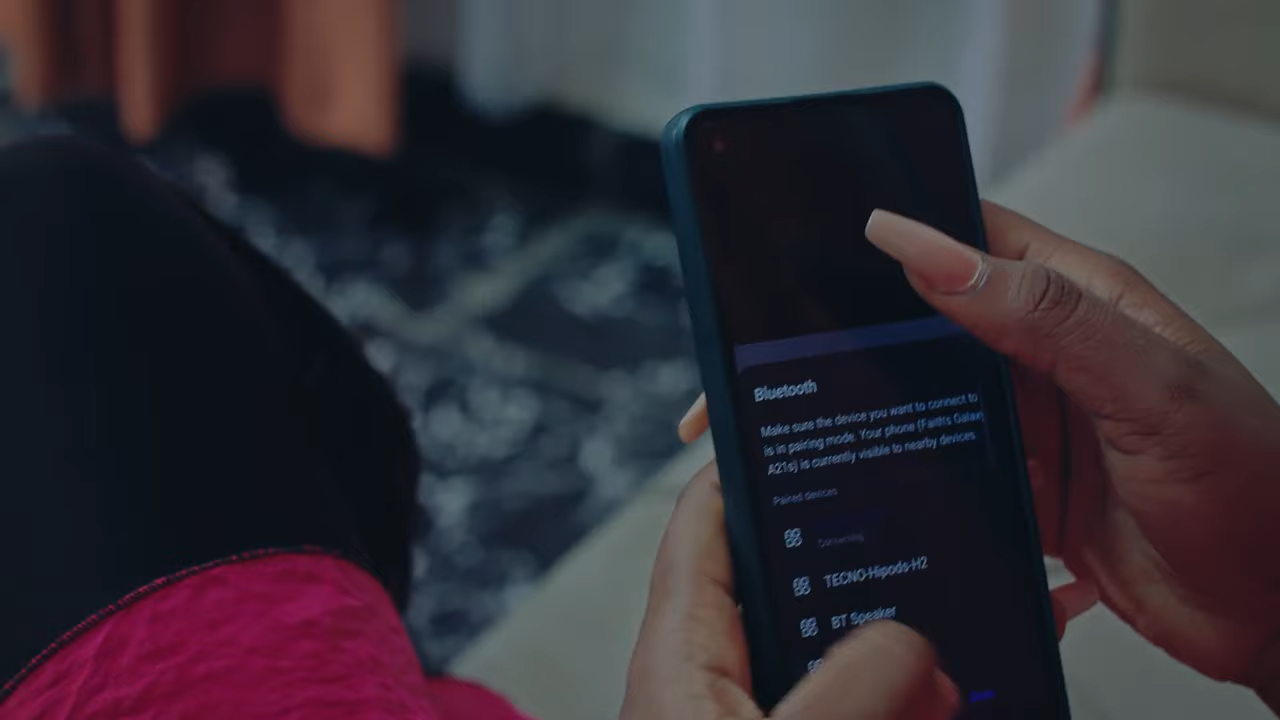 Bluetooth
Make sure the device you want to connect to
is in pairing mode. Your phone (Faith's Galaxy
A21s) is currently visible to nearby devices
Paired devices
Connecting
TECNO-Hipods-H2
BT Speaker